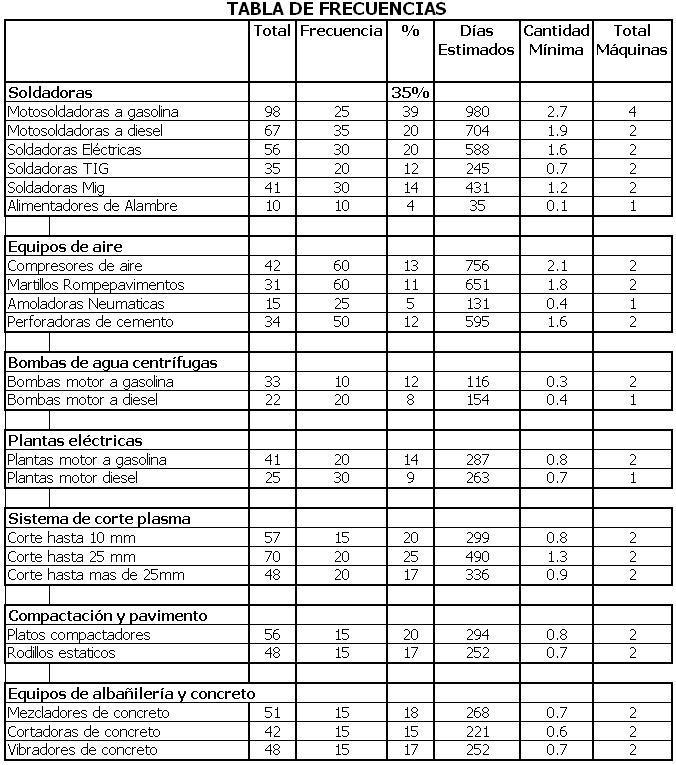 TABLA DE FRECUENCIAS
Total Frecuencia % Días Estimados Cantidad Mínima Total Máquinas
Soldadoras 35%
Motosoldadoras a gasolina 98 25 39 980 2.7 4
Motosoldadoras a diesel 67 35 20 704 1.9 2
Soldadoras Eléctricas 56 30 20 588 1.6 2
Soldadoras TIG 35 20 12 245 0.7 2
Soldadoras Mig 41 30 14 431 1.2 2
Alimentadores de Alambre 10 10 4 35 0.1 1
Equipos de aire
Compresores de aire 42 60 13 756 2.1 2
Martillos Rompepavimentos 31 60 11 651 1.8 2
Amoladoras Neumaticas 15 25 5 131 0.4 1
Perforadoras de cemento 34 50 12 595 1.6 2
Bombas de agua centrífugas
Bombas motor a gasolina 33 10 12 116 0.3 2
Bombas motor a diesel 22 20 8 154 0.4 1
Plantas eléctricas
Plantas motor a gasolina 41 20 14 287 0.8 2
Plantas motor diesel 25 30 9 263 0.7 1
Sistema de corte plasma
Corte hasta 10 mm 57 15 20 299 0.8 2
Corte hasta 25 mm 70 20 25 490 1.3 2
Corte hasta mas de 25mm 48 20 17 336 0.9 2
Compactación y pavimento
Platos compactadores 56 15 20 294 0.8 2
Rodillos estaticos 48 15 17 252 0.7 2
Equipos de albañilería y concreto
Mezcladores de concreto 51 15 18 268 0.7 2
Cortadoras de concreto 42 15 15 221 0.6 2
Vibradores de concreto 48 15 17 252 0.7 2